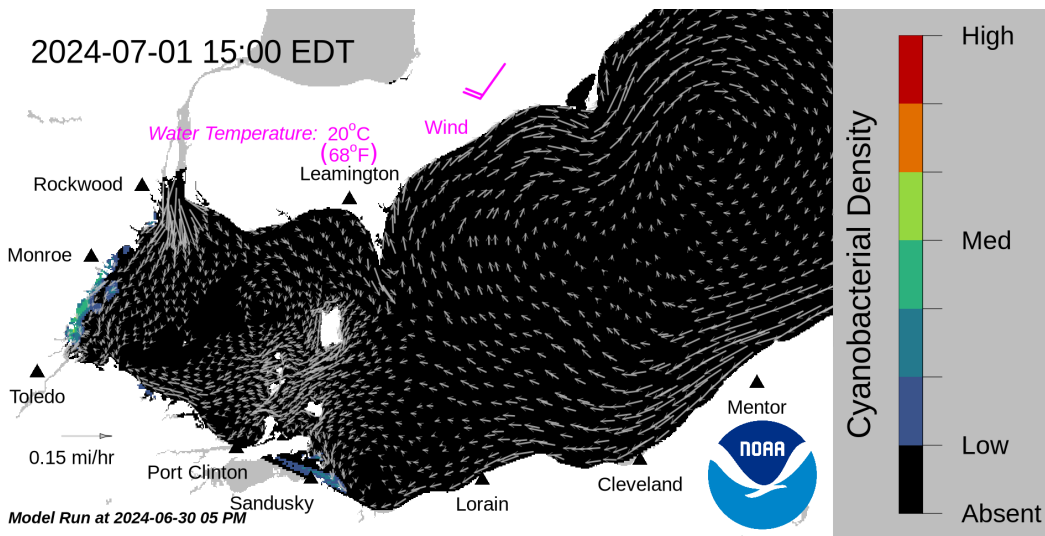 2024-07-01 15:00 EDT
High
Wind
Water Temperature: 20°C
(68°F)
Leamington
Rockwood
Cyanobacterial Density
Monroe
Med
Toledo
Mentor
NOAA
0.15 mi/hr
Port Clinton
Low
Sandusky
Lorain
Cleveland
Model Run at 2024-06-30 05 PM
Absent